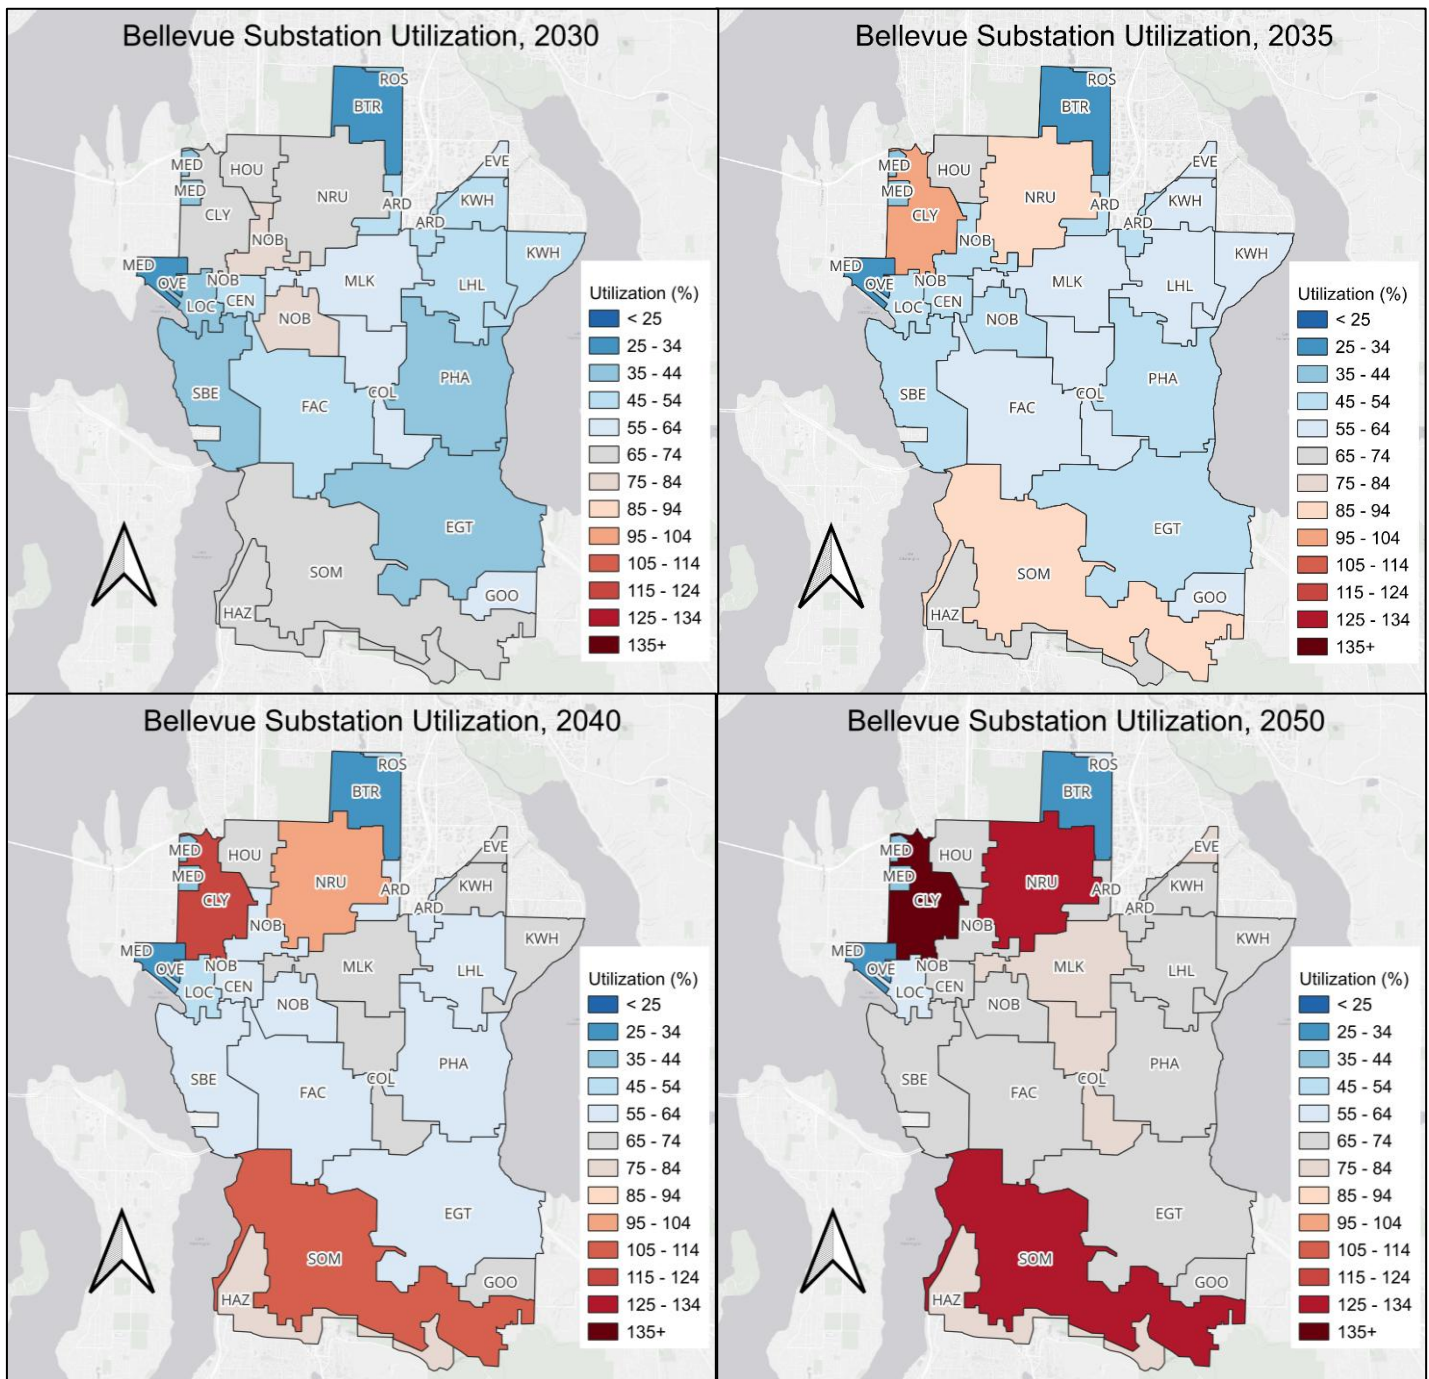 Bellevue Substation Utilization, 2030
ROS
BTR
MED
HOU
EVE
MED
NRU
KWH
CLY
ARD
ARD
NOB
KWH
MED
OVE
NOB
MLK
LHL
LOC
CEN
NOB
SBE
FAC
COL
PHA
EGT
SOM
GOO
HAZ
Utilization (%)
< 25
25 - 34
35 - 44
45 - 54
55 - 64
65 - 74
75 - 84
85 - 94
95 - 104
105 - 114
115 - 124
125 - 134
135+
Bellevue Substation Utilization, 2035
ROS
BTR
MED
HOU
EVE
MED
NRU
KWH
CLY
ARD
ARD
NOB
KWH
MED
OVE
NOB
MLK
LHL
LOC
CEN
NOB
SBE
FAC
COL
PHA
EGT
SOM
GOO
HAZ
Utilization (%)
< 25
25 - 34
35 - 44
45 - 54
55 - 64
65 - 74
75 - 84
85 - 94
95 - 104
105 - 114
115 - 124
125 - 134
135+
Bellevue Substation Utilization, 2040
ROS
BTR
MED
HOU
EVE
MED
NRU
KWH
CLY
ARD
ARD
NOB
KWH
MED
OVE
NOB
MLK
LHL
LOC
CEN
NOB
SBE
FAC
COL
PHA
EGT
SOM
GOO
HAZ
Utilization (%)
< 25
25 - 34
35 - 44
45 - 54
55 - 64
65 - 74
75 - 84
85 - 94
95 - 104
105 - 114
115 - 124
125 - 134
135+
Bellevue Substation Utilization, 2050
ROS
BTR
MED
HOU
EVE
MED
NRU
KWH
CLY
ARD
ARD
NOB
KWH
MED
OVE
NOB
MLK
LHL
LOC
CEN
NOB
SBE
FAC
COL
PHA
EGT
SOM
GOO
HAZ
Utilization (%)
< 25
25 - 34
35 - 44
45 - 54
55 - 64
65 - 74
75 - 84
85 - 94
95 - 104
105 - 114
115 - 124
125 - 134
135+